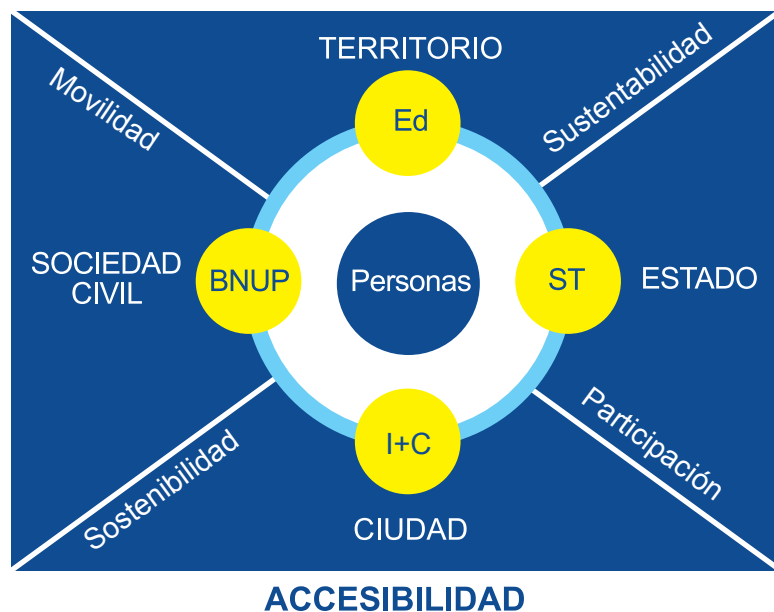 TERRITORIO
Movilidad
Sustentabilidad
Ed
SOCIEDAD
CIVIL
BNUP
Personas
ST
ESTADO
I+C
Sostenibilidad
Participación
CIUDAD
ACCESIBILIDAD